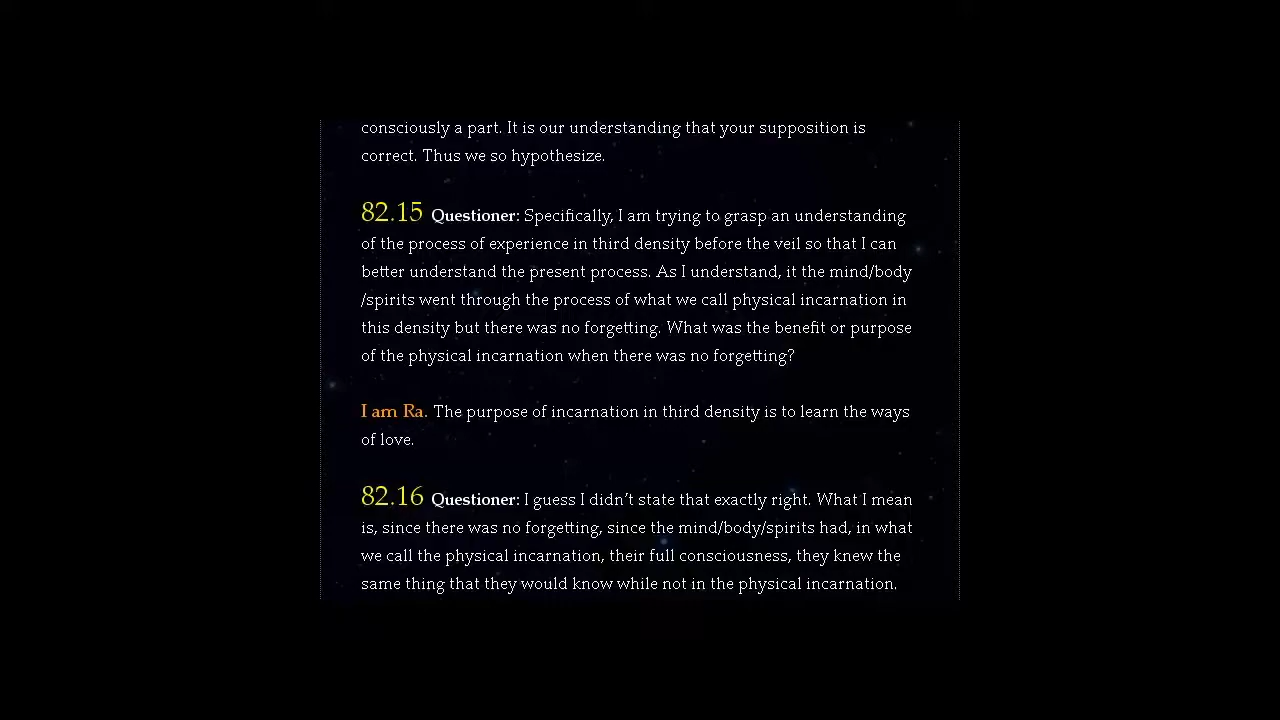 consciously a part. It is our understanding that your supposition is
correct. Thus we so hypothesize.
82.15 Questioner: Specifically, I am trying to grasp an understanding
of the process of experience in third density before the veil so that I can
better understand the present process. As I understand, it the mind/body
/spirits went through the process of what we call physical incarnation in
this density but there was no forgetting. What was the benefit or purpose
of the physical incarnation when there was no forgetting?
I am Ra. The purpose of incarnation in third density is to learn the ways
of love.
82.16 Questioner: I guess I didn’t state that exactly right. What I mean
is, since there was no forgetting, since the mind/body/spirits had, in what
we call the physical incarnation, their full consciousness, they knew the
same thing that they would know while not in the physical incarnation.